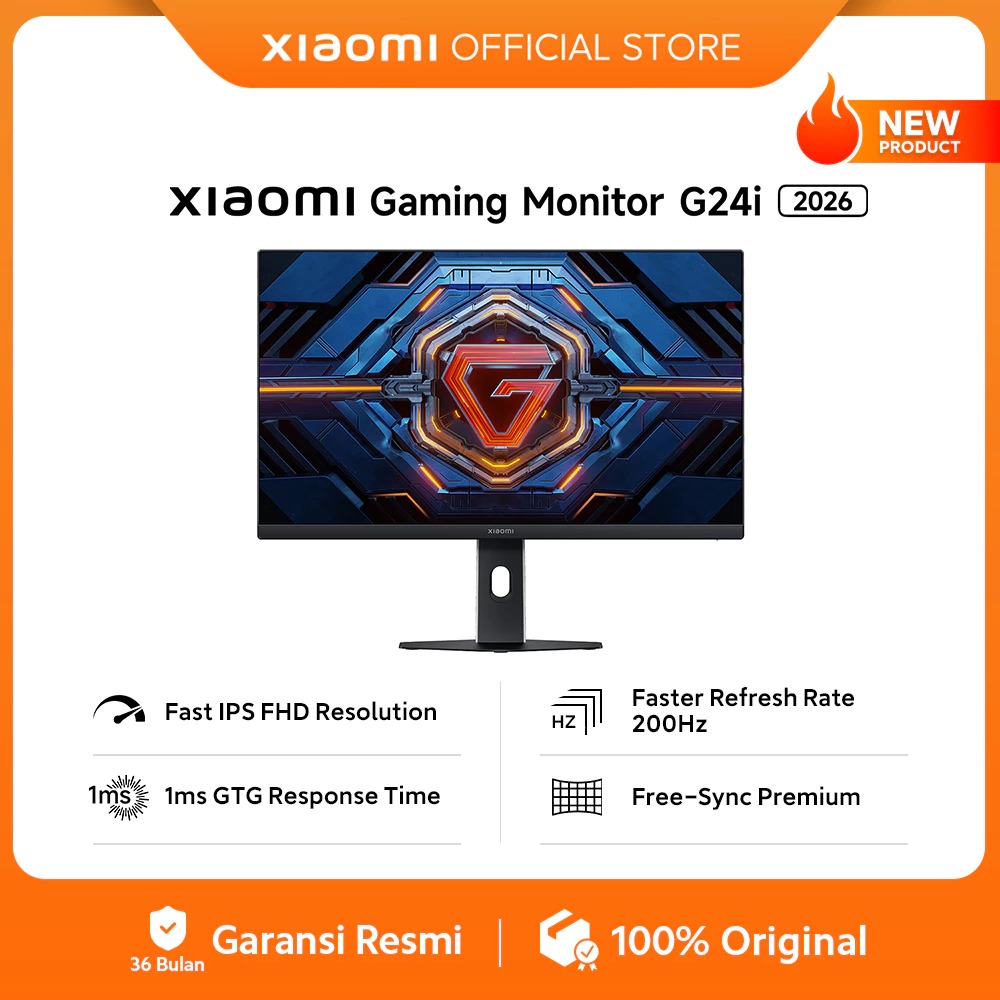 xiaomi OFFICIAL STORE
NEW
PRODUCT
xiaomi Gaming Monitor G24i 2026
G
xiaomi
Fast IPS FHD Resolution
HZ
Faster Refresh Rate
200Hz
1ms
1ms GTG Response Time
Free-Sync Premium
36 Bulan
Garansi Resmi
100% Original